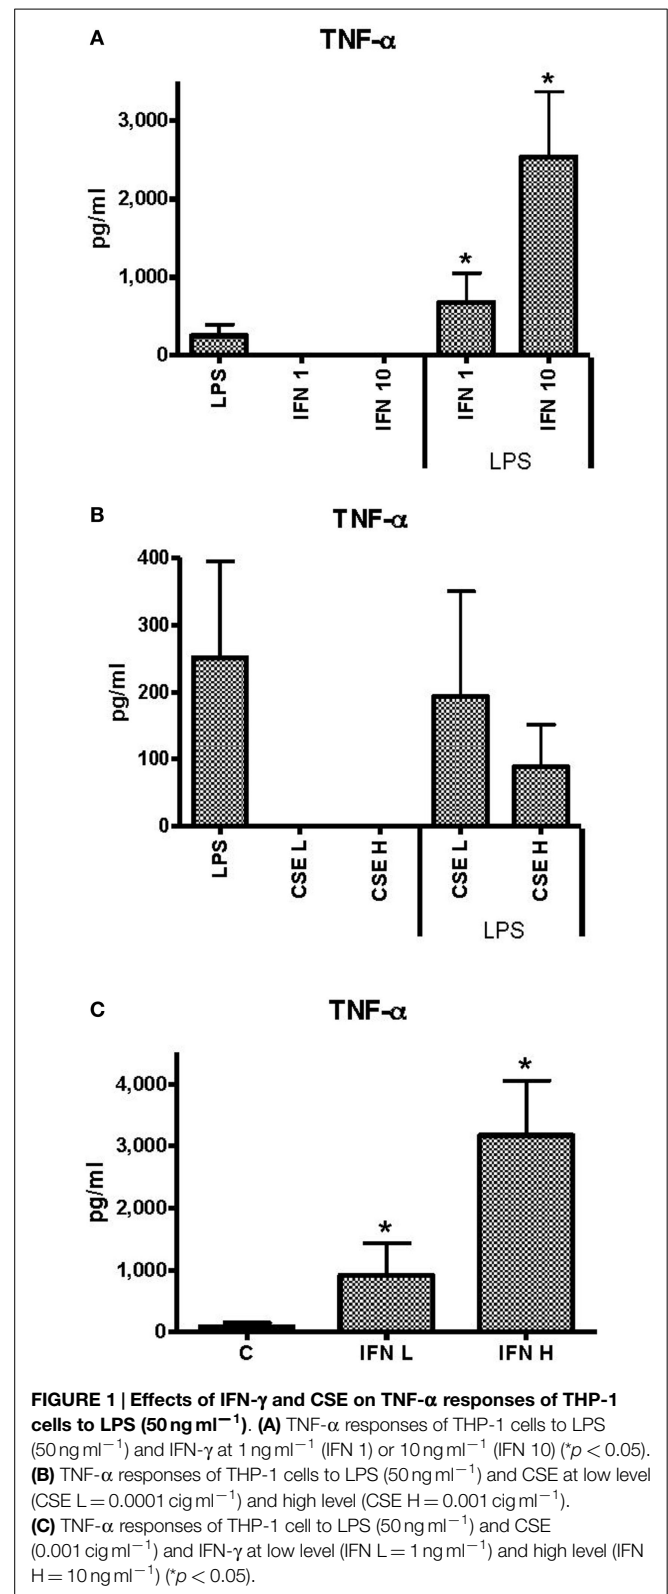 A
TNF-α
pg/ml
3,000
2,000
1,000
0
LPS
IFN 1
IFN 10
IFN 1
IFN 10
LPS
B
TNF-α
pg/ml
400
300
200
100
0
LPS
CSE L
CSE H
CSE L
CSE H
LPS
C
TNF-α
pg/ml
4,000
3,000
2,000
1,000
0
C
IFN L
IFN H
*
*
*
*
FIGURE 1 | Effects of IFN-γ and CSE on TNF-α responses of THP-1
cells to LPS (50 ng ml⁻¹). (A) TNF-α responses of THP-1 cells to LPS
(50 ng ml⁻¹) and IFN-γ at 1 ng ml⁻¹ (IFN 1) or 10 ng ml⁻¹ (IFN 10) (*p < 0.05).
(B) TNF-α responses of THP-1 cells to LPS (50 ng ml⁻¹) and CSE at low level
(CSE L = 0.0001 cig ml⁻¹) and high level (CSE H = 0.001 cig ml⁻¹).
(C) TNF-α responses of THP-1 cell to LPS (50 ng ml⁻¹) and CSE
(0.001 cig ml⁻¹) and IFN-γ at low level (IFN L = 1 ng ml⁻¹) and high level (IFN
H = 10 ng ml⁻¹) (*p < 0.05).